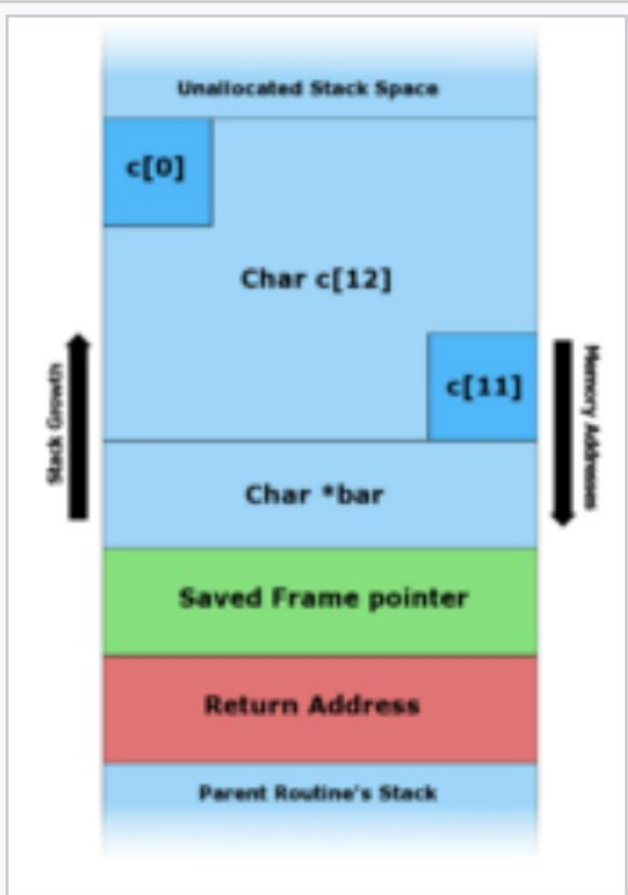 Unallocated Stack Space
c[0]
Char c[12]
c[11]
Stack Growth
Memory Addresses
Char *bar
Saved Frame pointer
Return Address
Parent Routine's Stack